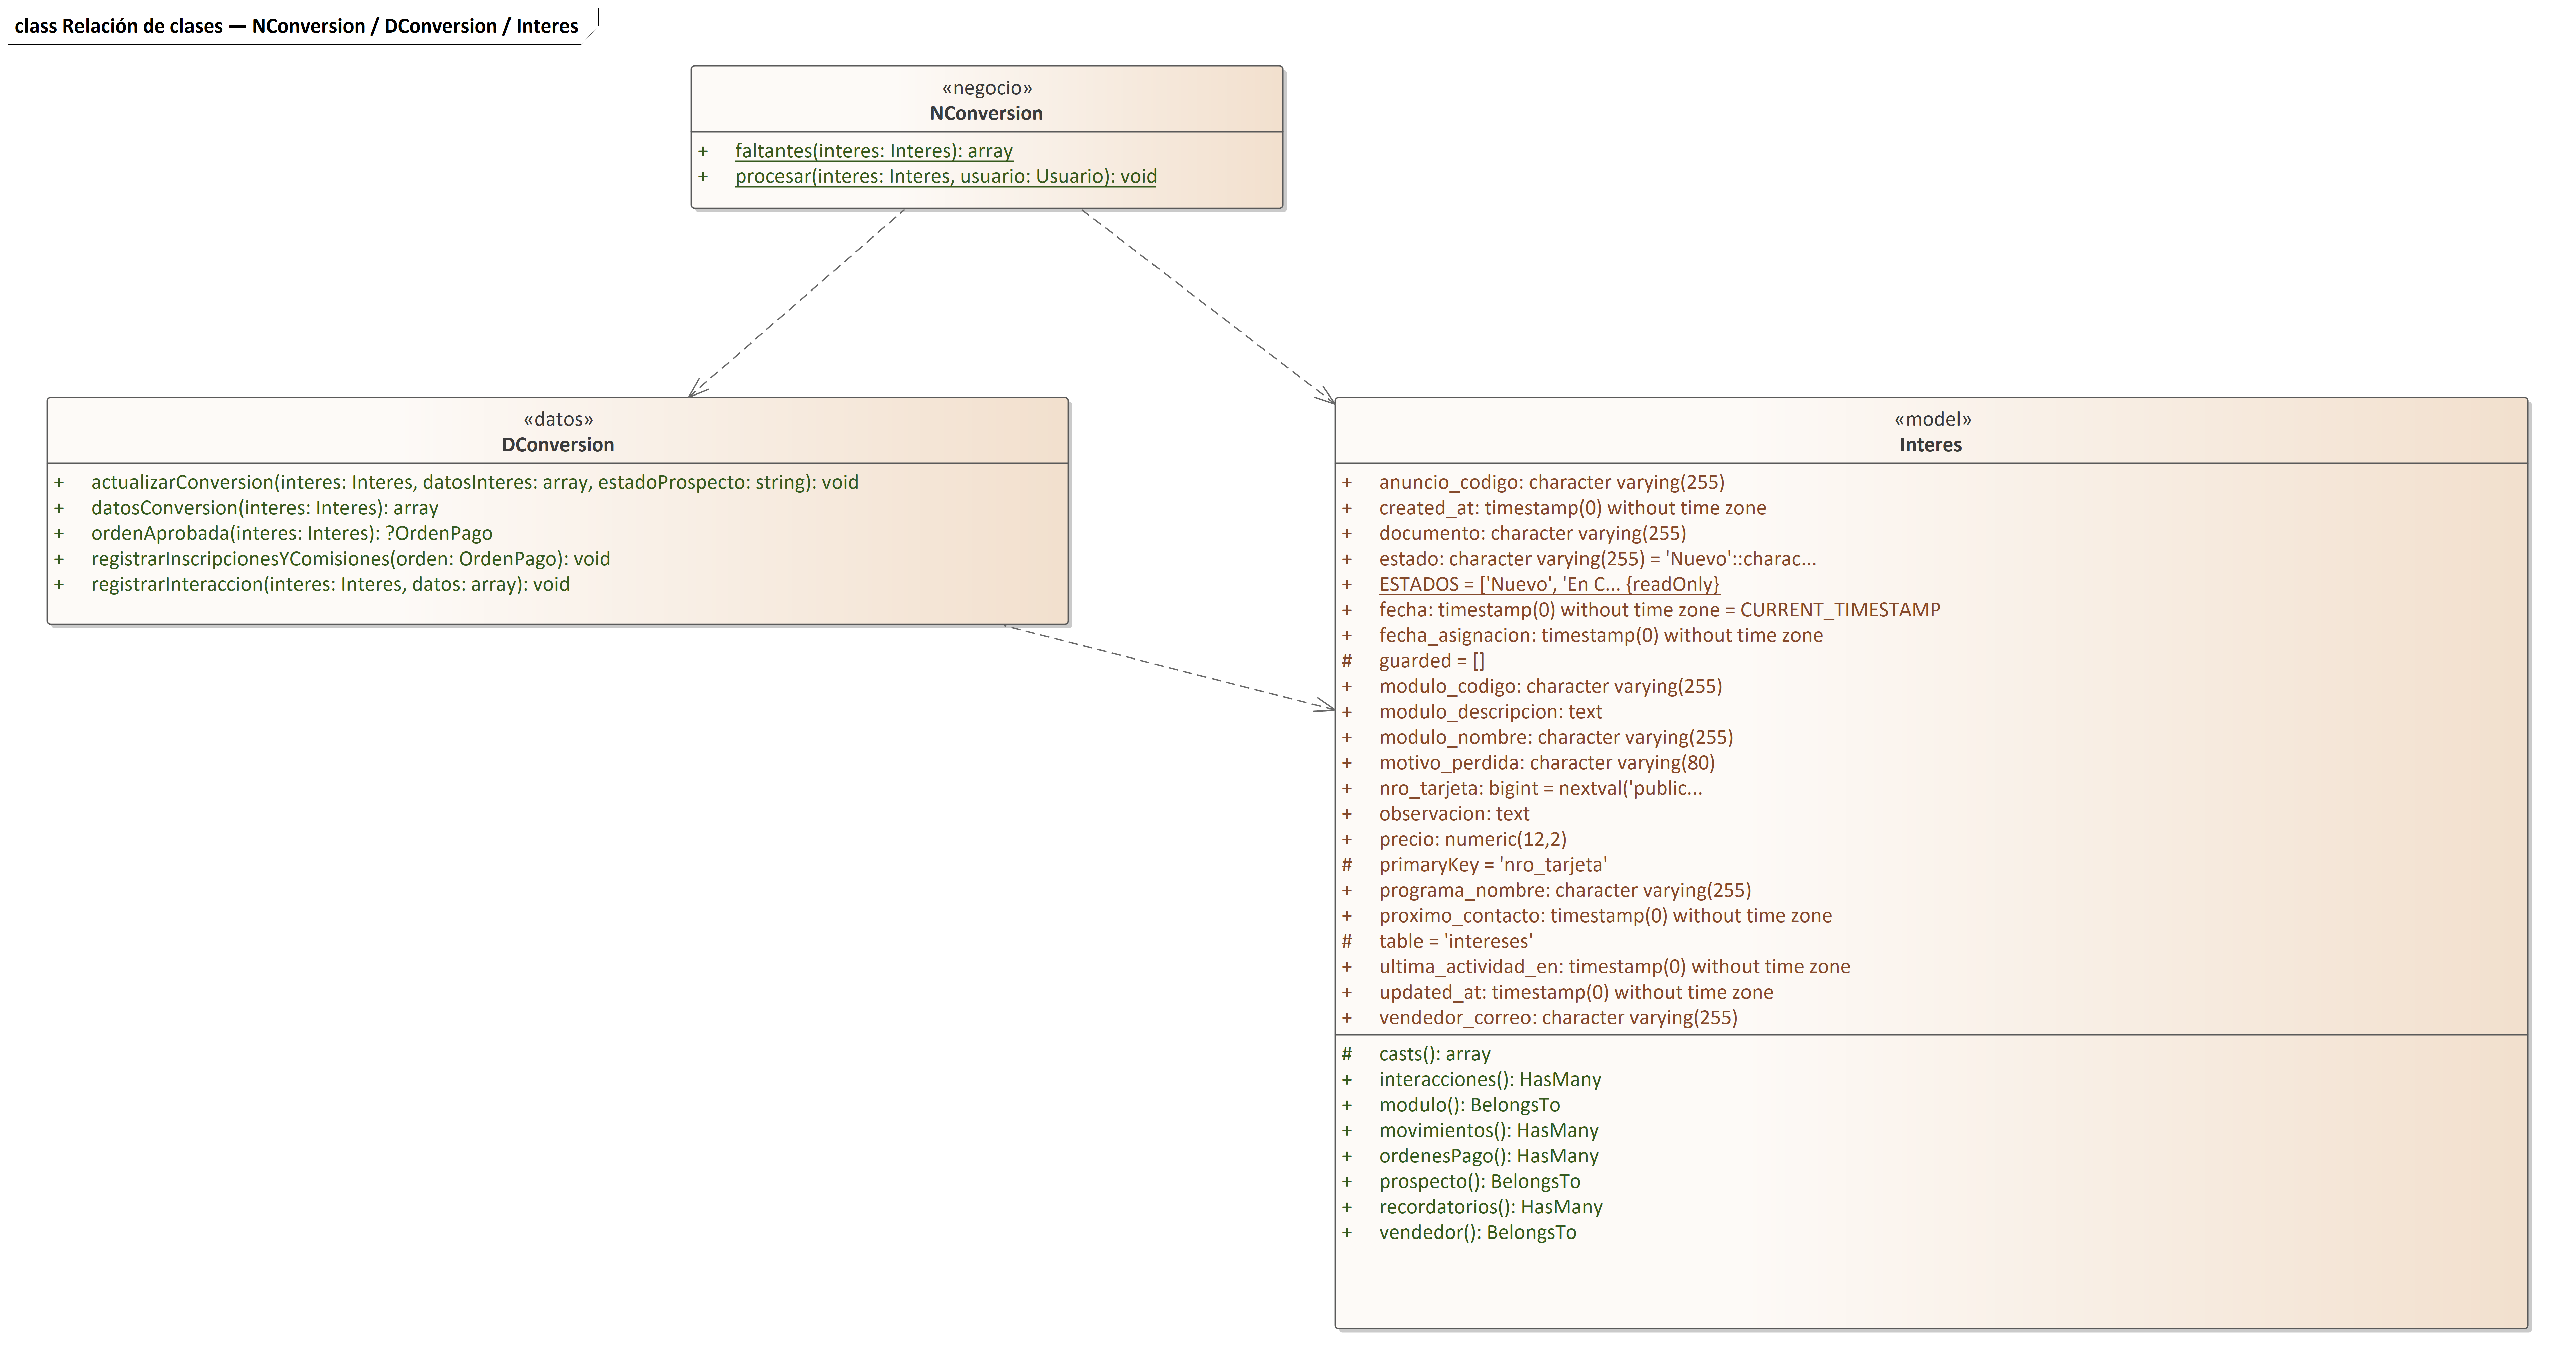 class Relación de clases — NConversion / DConversion / Interes
«negocio»
NConversion
+ faltantes(interes: Interes): array
+ procesar(interes: Interes, usuario: Usuario): void
«datos»
DConversion
+ actualizarConversion(interes: Interes, datosInteres: array, estadoProspecto: string): void
+ datosConversion(interes: Interes): array
+ ordenAprobada(interes: Interes): ?OrdenPago
+ registrarInscripcionesYComisiones(orden: OrdenPago): void
+ registrarInteraccion(interes: Interes, datos: array): void
«model»
Interes
+ anuncio_codigo: character varying(255)
+ created_at: timestamp(0) without time zone
+ documento: character varying(255)
+ estado: character varying(255) = 'Nuevo'::charac...
+ ESTADOS = ['Nuevo', 'En C... {readOnly}
+ fecha: timestamp(0) without time zone = CURRENT_TIMESTAMP
+ fecha_asignacion: timestamp(0) without time zone
# guarded = []
+ modulo_codigo: character varying(255)
+ modulo_descripcion: text
+ modulo_nombre: character varying(255)
+ motivo_perdida: character varying(80)
+ nro_tarjeta: bigint = nextval('public...
+ observacion: text
+ precio: numeric(12,2)
# primaryKey = 'nro_tarjeta'
+ programa_nombre: character varying(255)
+ proximo_contacto: timestamp(0) without time zone
# table = 'intereses'
+ ultima_actividad_en: timestamp(0) without time zone
+ updated_at: timestamp(0) without time zone
+ vendedor_correo: character varying(255)
# casts(): array
+ interacciones(): HasMany
+ modulo(): BelongsTo
+ movimientos(): HasMany
+ ordenesPago(): HasMany
+ prospecto(): BelongsTo
+ recordatorios(): HasMany
+ vendedor(): BelongsTo